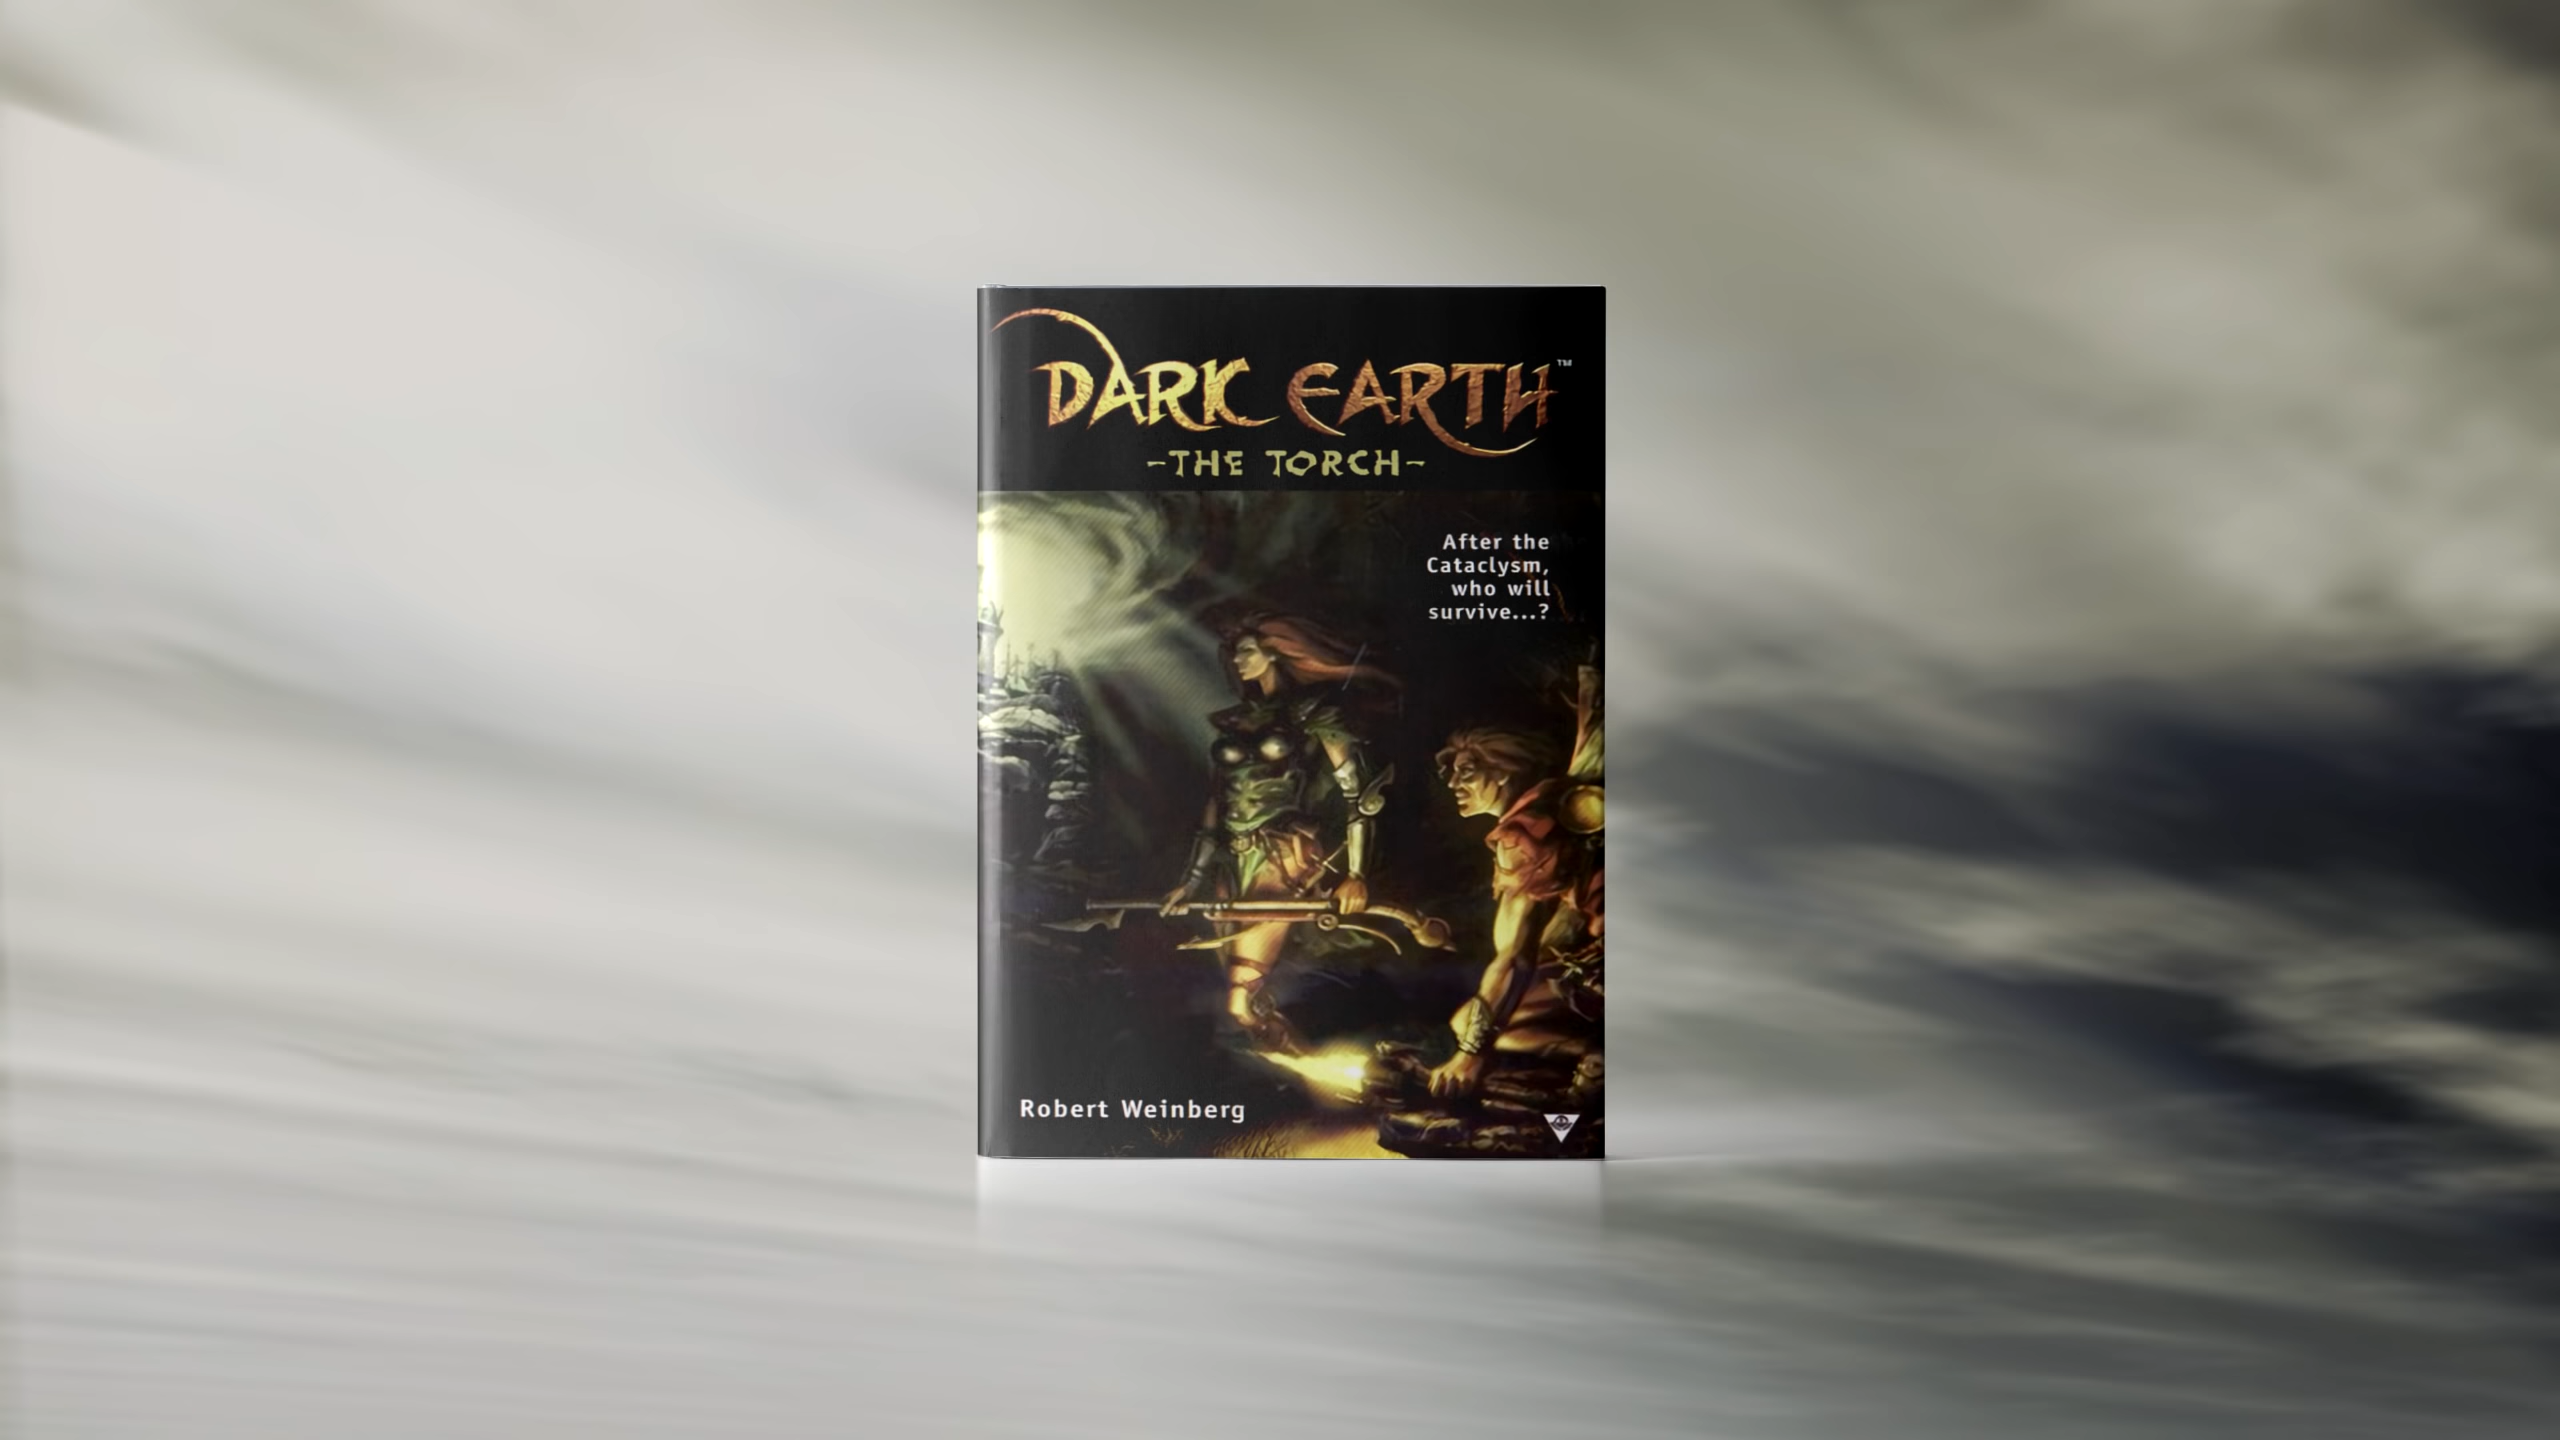 DARK EARTH™
-THE TORCH-
After the
Cataclysm,
who will
survive...?
Robert Weinberg